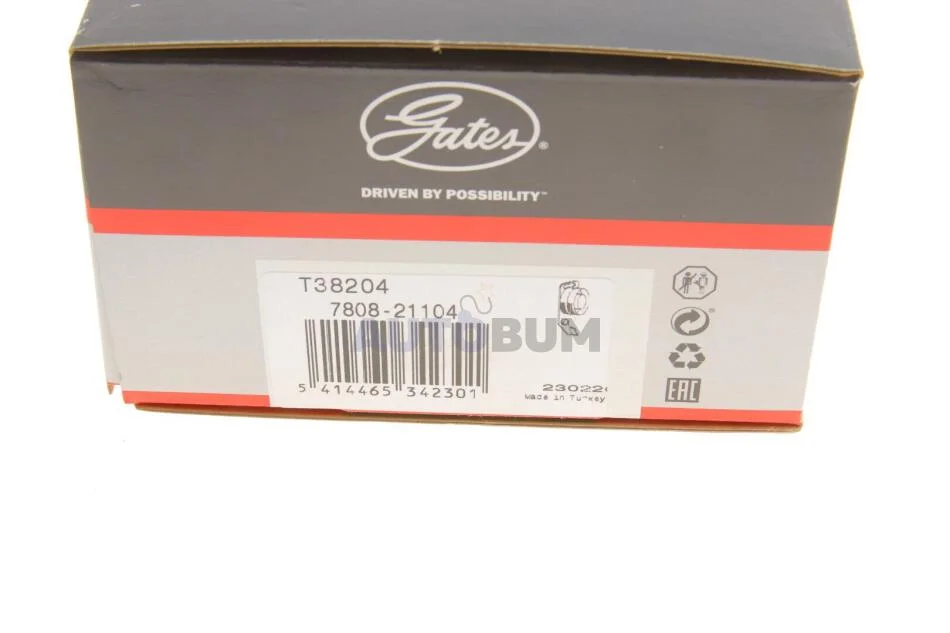 Gates®
DRIVEN BY POSSIBILITY™
T38204
7808-21104
AUTOBUM
5 414465 342301
Made in Turkey
EAC